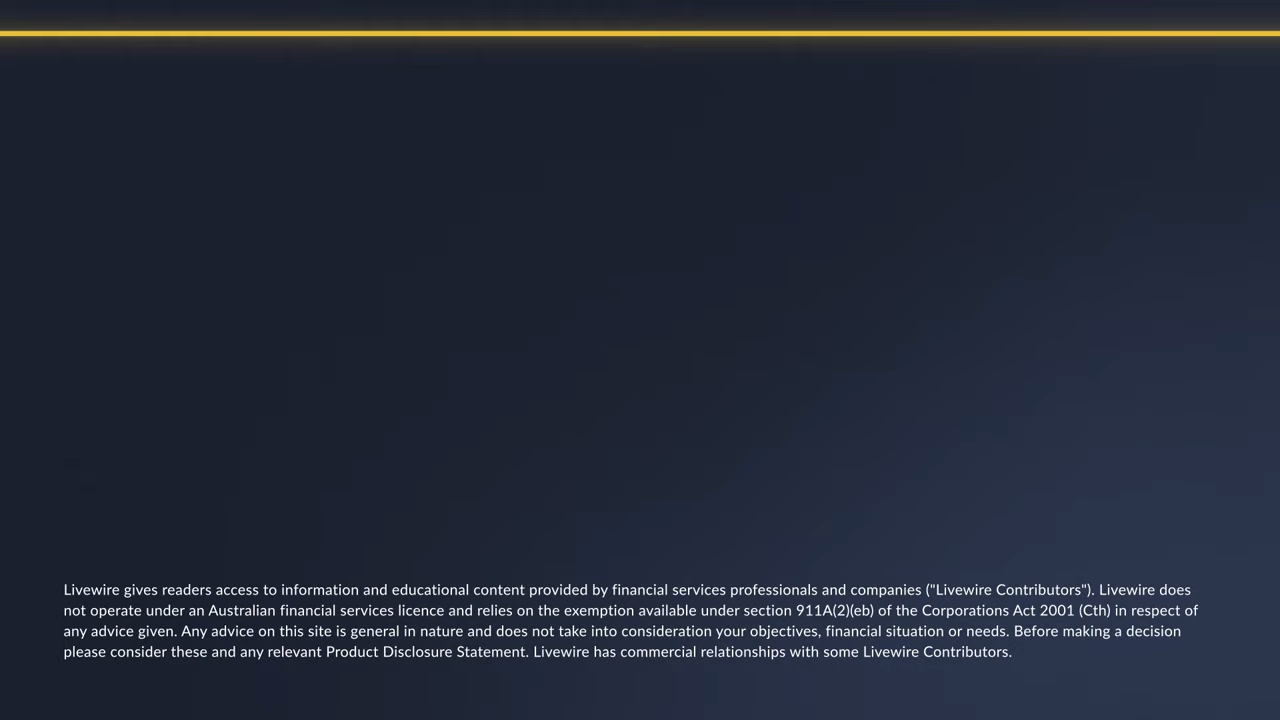 Livewire gives readers access to information and educational content provided by financial services professionals and companies ("Livewire Contributors"). Livewire does
not operate under an Australian financial services licence and relies on the exemption available under section 911A(2)(eb) of the Corporations Act 2001 (Cth) in respect of
any advice given. Any advice on this site is general in nature and does not take into consideration your objectives, financial situation or needs. Before making a decision
please consider these and any relevant Product Disclosure Statement. Livewire has commercial relationships with some Livewire Contributors.